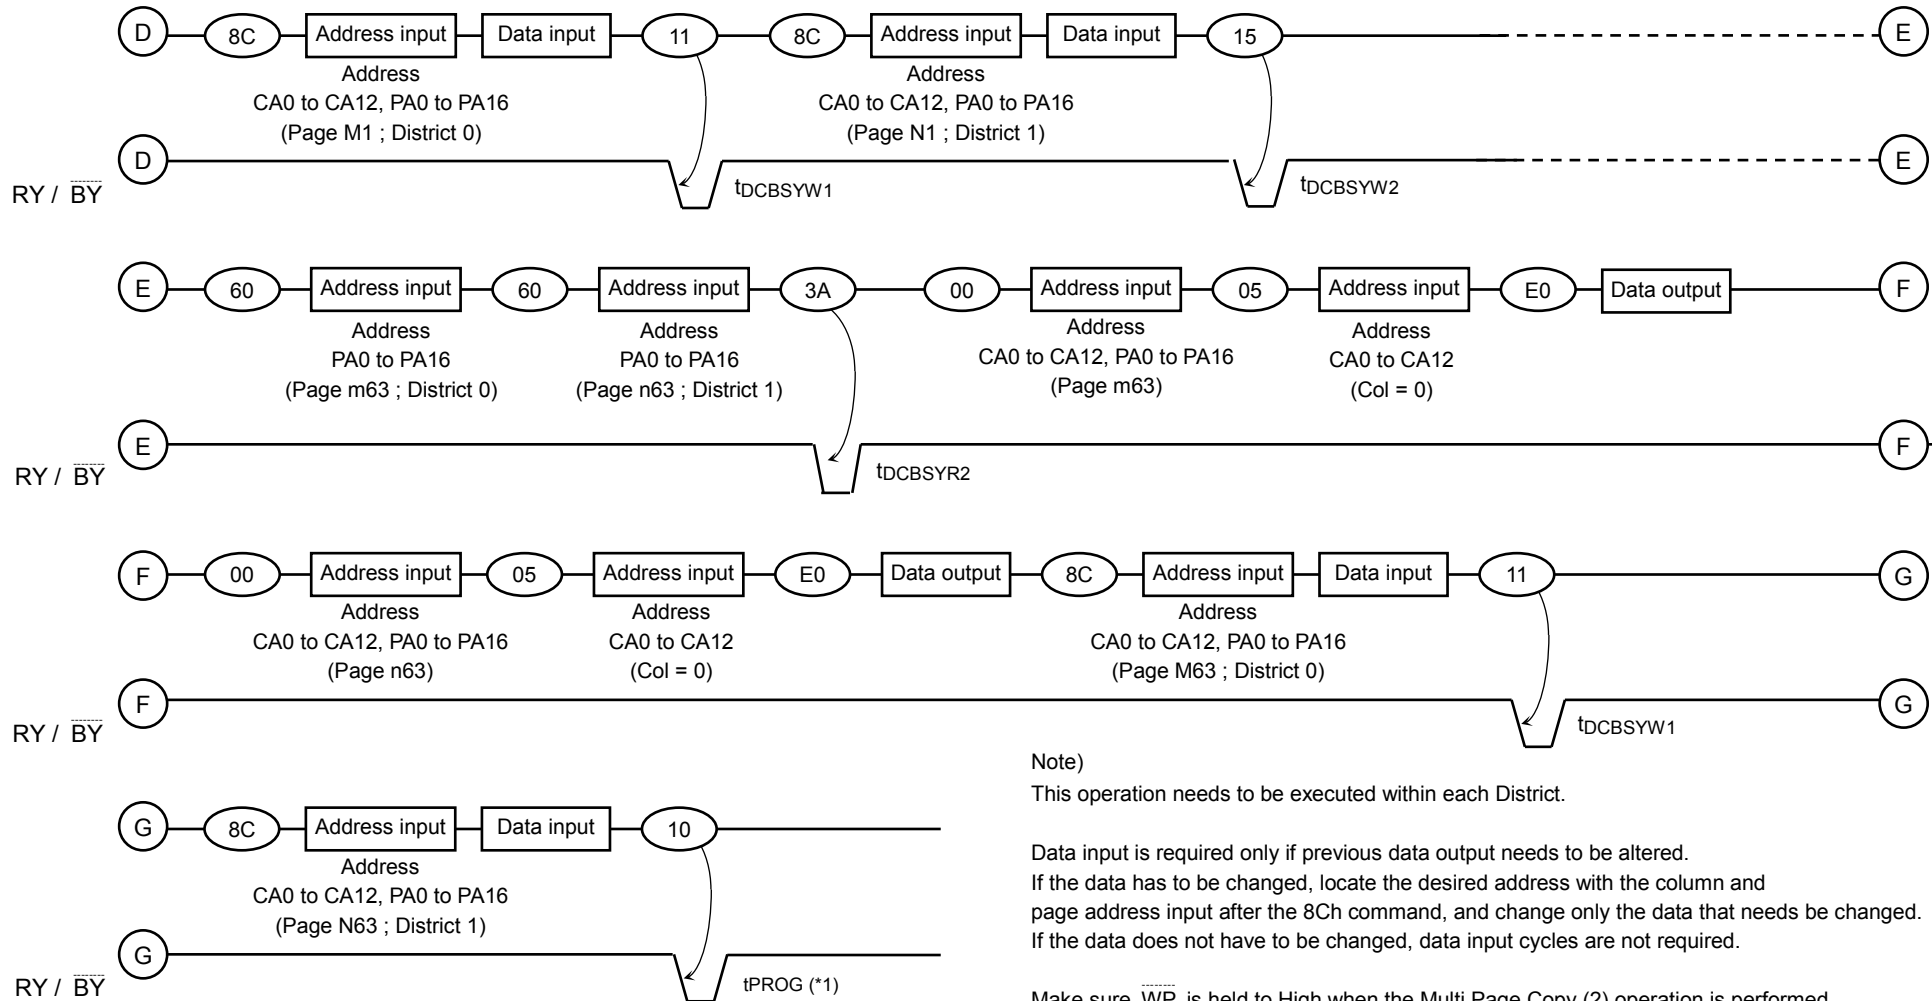 D 8C Address input Data input 11 8C Address input Data input 15 E
Address Address
CA0 to CA12, PA0 to PA16 CA0 to CA12, PA0 to PA16
(Page M1 ; District 0) (Page N1 ; District 1)
D E
RY / BY tDCBSYW1 tDCBSYW2
E 60 Address input 60 Address input 3A 00 Address input 05 Address input E0 Data output F
Address Address Address Address
PA0 to PA16 PA0 to PA16 CA0 to CA12, PA0 to PA16 CA0 to CA12
(Page m63 ; District 0) (Page n63 ; District 1) (Page m63) (Col = 0)
E F
RY / BY tDCBSYR2
F 00 Address input 05 Address input E0 Data output 8C Address input Data input 11 G
Address Address Address
CA0 to CA12, PA0 to PA16 CA0 to CA12 CA0 to CA12, PA0 to PA16
(Page n63) (Col = 0) (Page M63 ; District 0)
F G
RY / BY tDCBSYW1
G 8C Address input Data input 10
Address
CA0 to CA12, PA0 to PA16
(Page N63 ; District 1)
G
RY / BY tPROG (*1)
Note)
This operation needs to be executed within each District.
Data input is required only if previous data output needs to be altered.
If the data has to be changed, locate the desired address with the column and
page address input after the 8Ch command, and change only the data that needs be changed.
If the data does not have to be changed, data input cycles are not required.
Make sure WP is held to High when the Multi Page Copy (2) operation is performed.